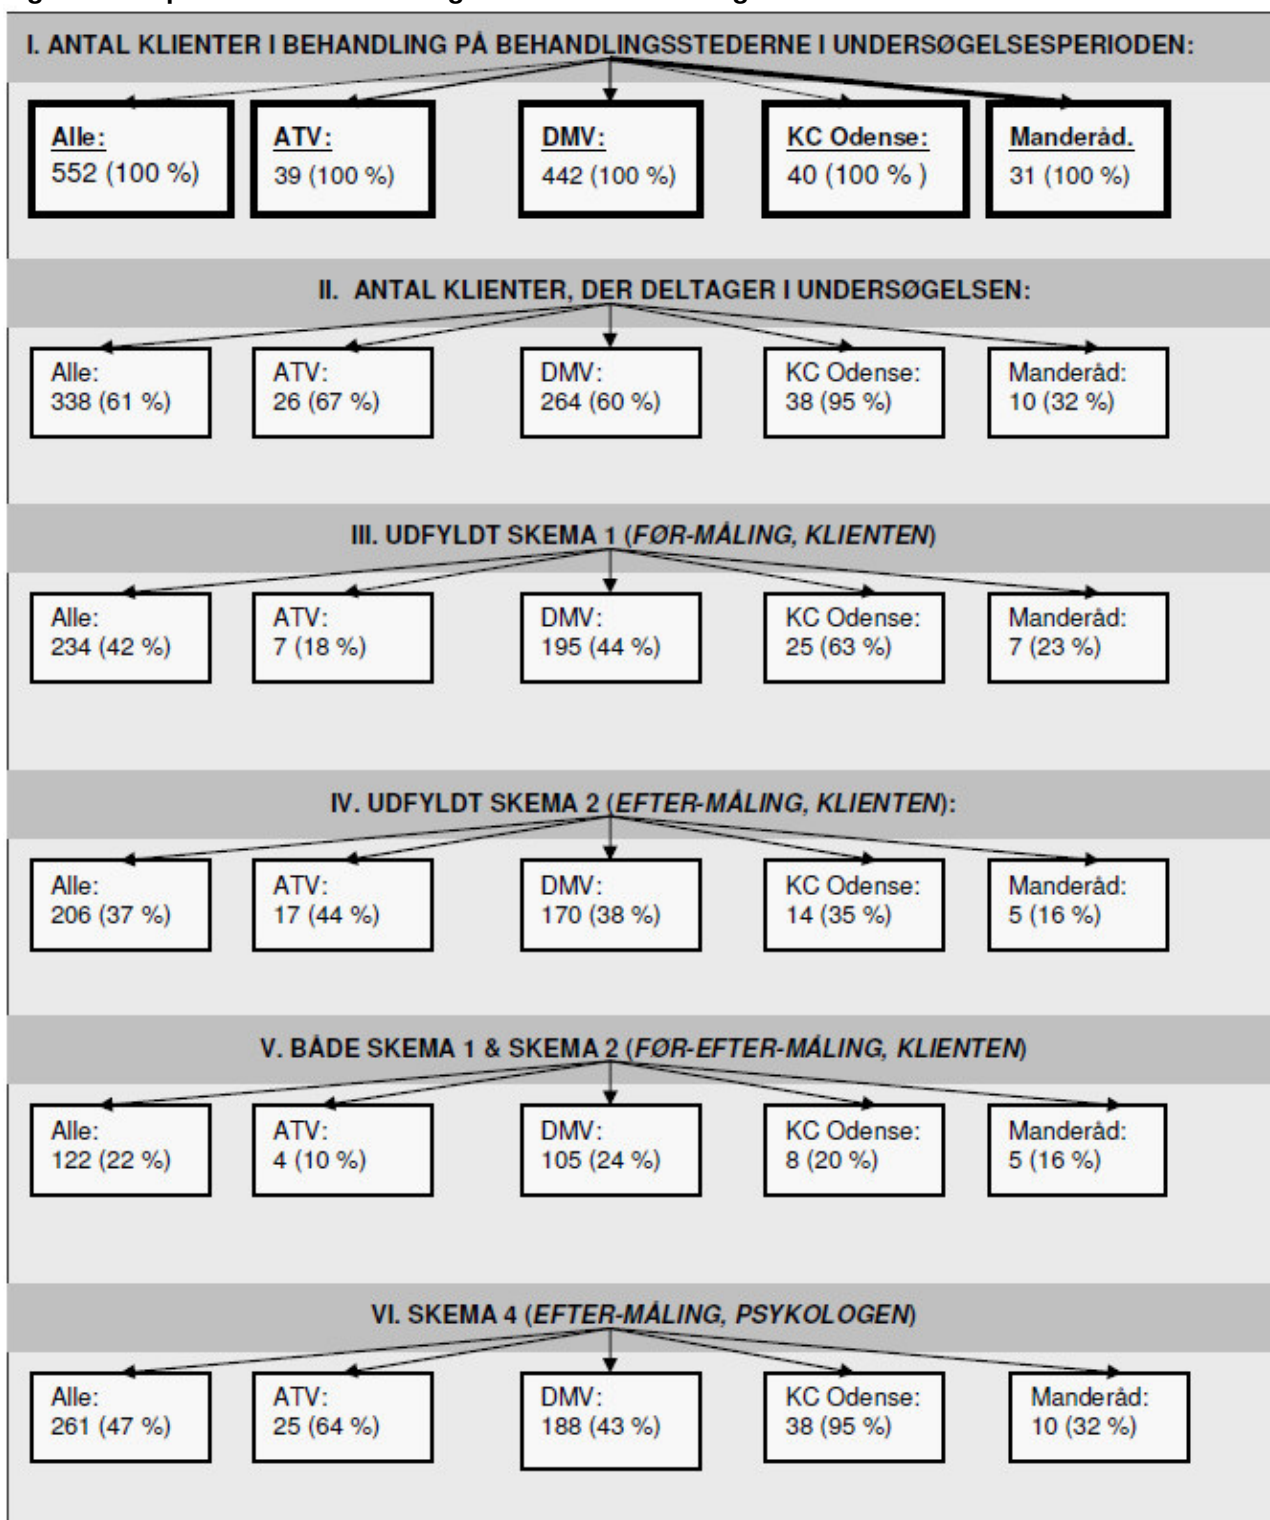 I. ANTAL KLIENTER I BEHANDLING PÅ BEHANDLINGSSTEDERNE I UNDERSØGELSESPERIODEN:
Alle:
552 (100 %)
ATV:
39 (100 %)
DMV:
442 (100 %)
KC Odense:
40 (100 % )
Manderåd.
31 (100 %)
II. ANTAL KLIENTER, DER DELTAGER I UNDERSØGELSEN:
Alle:
338 (61 %)
ATV:
26 (67 %)
DMV:
264 (60 %)
KC Odense:
38 (95 %)
Manderåd:
10 (32 %)
III. UDFYLDT SKEMA 1 (FØR-MÅLING, KLIENTEN)
Alle:
234 (42 %)
ATV:
7 (18 %)
DMV:
195 (44 %)
KC Odense:
25 (63 %)
Manderåd:
7 (23 %)
IV. UDFYLDT SKEMA 2 (EFTER-MÅLING, KLIENTEN):
Alle:
206 (37 %)
ATV:
17 (44 %)
DMV:
170 (38 %)
KC Odense:
14 (35 %)
Manderåd:
5 (16 %)
V. BÅDE SKEMA 1 & SKEMA 2 (FØR-EFTER-MÅLING, KLIENTEN)
Alle:
122 (22 %)
ATV:
4 (10 %)
DMV:
105 (24 %)
KC Odense:
8 (20 %)
Manderåd:
5 (16 %)
VI. SKEMA 4 (EFTER-MÅLING, PSYKOLOGEN)
Alle:
261 (47 %)
ATV:
25 (64 %)
DMV:
188 (43 %)
KC Odense:
38 (95 %)
Manderåd:
10 (32 %)